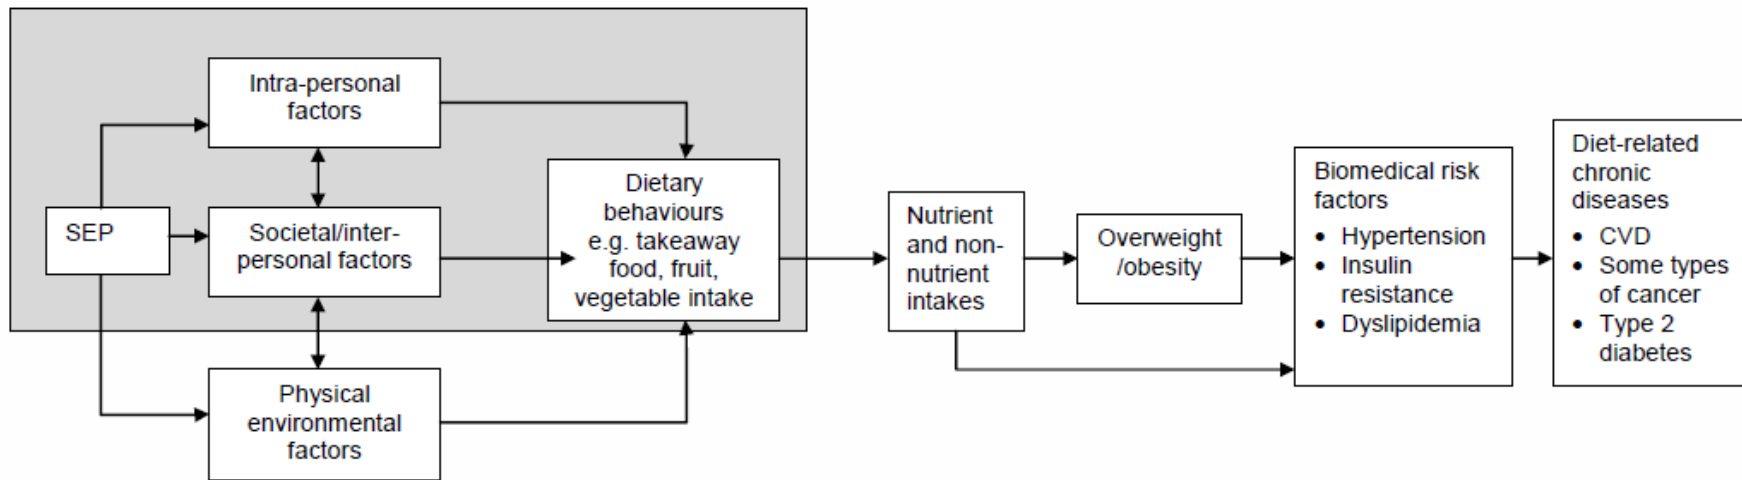 Intra-personal
factors
SEP
Societal/inter-
personal factors
Physical
environmental
factors
Dietary
behaviours
e.g. takeaway
food, fruit,
vegetable intake
Nutrient
and non-
nutrient
intakes
Overweight
/obesity
Biomedical risk
factors
• Hypertension
• Insulin
resistance
• Dyslipidemia
Diet-related
chronic
diseases
• CVD
• Some types
of cancer
• Type 2
diabetes